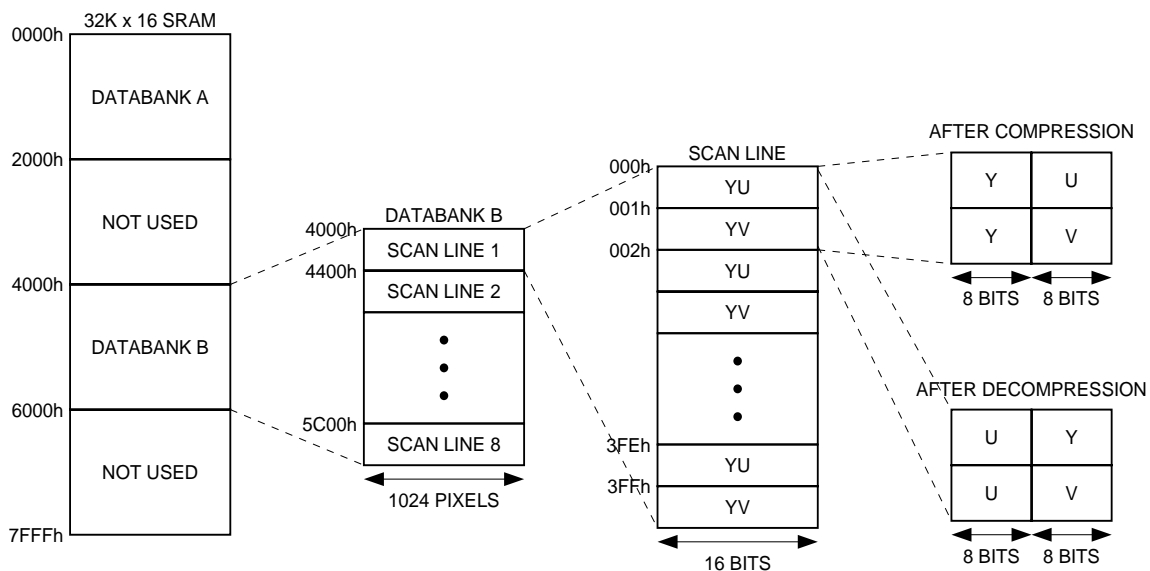 32K x 16 SRAM
0000h
DATABANK A
2000h
NOT USED
4000h
DATABANK B
6000h
NOT USED
7FFFh
DATABANK B
4000h
SCAN LINE 1
4400h
SCAN LINE 2
5C00h
SCAN LINE 8
1024 PIXELS
SCAN LINE
000h
YU
001h
YV
002h
YU
YV
3FEh
YU
3FFh
YV
16 BITS
AFTER COMPRESSION
Y U
Y V
8 BITS 8 BITS
AFTER DECOMPRESSION
U Y
U V
8 BITS 8 BITS